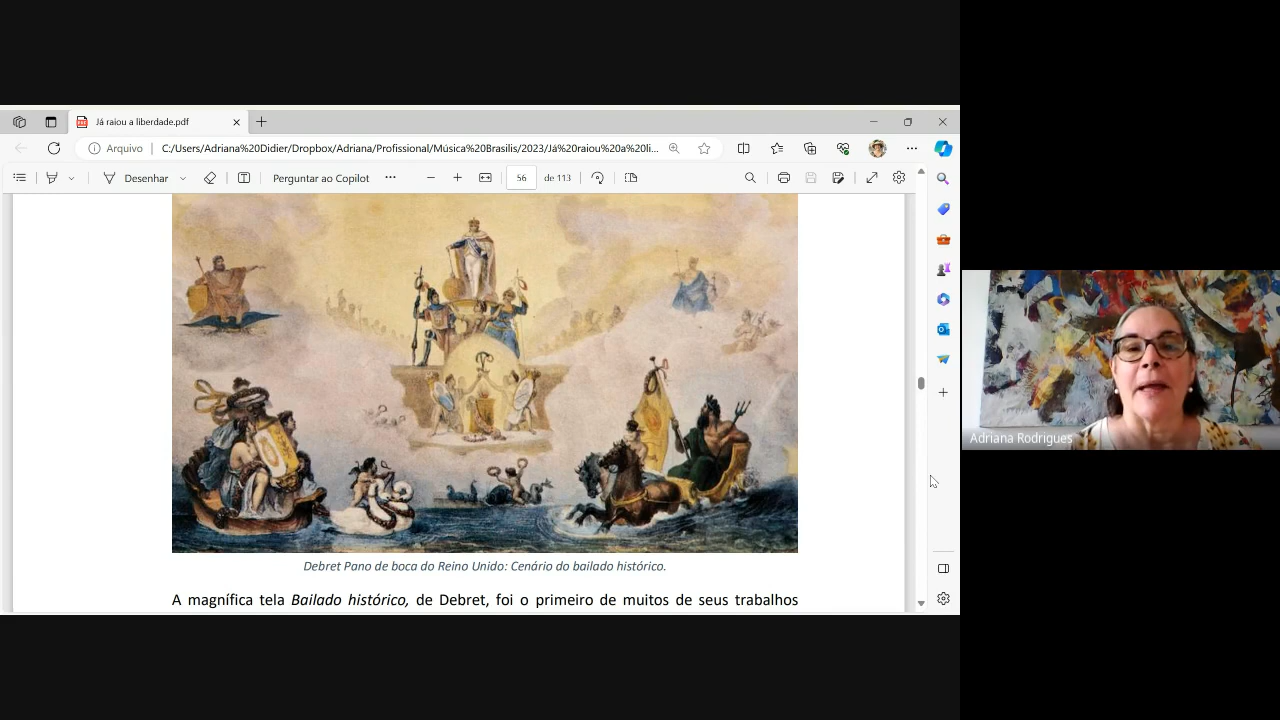 Já raiou a liberdade.pdf
Arquivo
C:/Users/Adriana%20Didier/Dropbox/Adriana/Profissional/Música%20Brasilis/2023/Já%20raiou%20a%20li...
Desenhar
Perguntar ao Copilot
56
de 113
Debret Pano de boca do Reino Unido: Cenário do bailado histórico.
A magnífica tela Bailado histórico, de Debret, foi o primeiro de muitos de seus trabalhos
Adriana Rodrigues